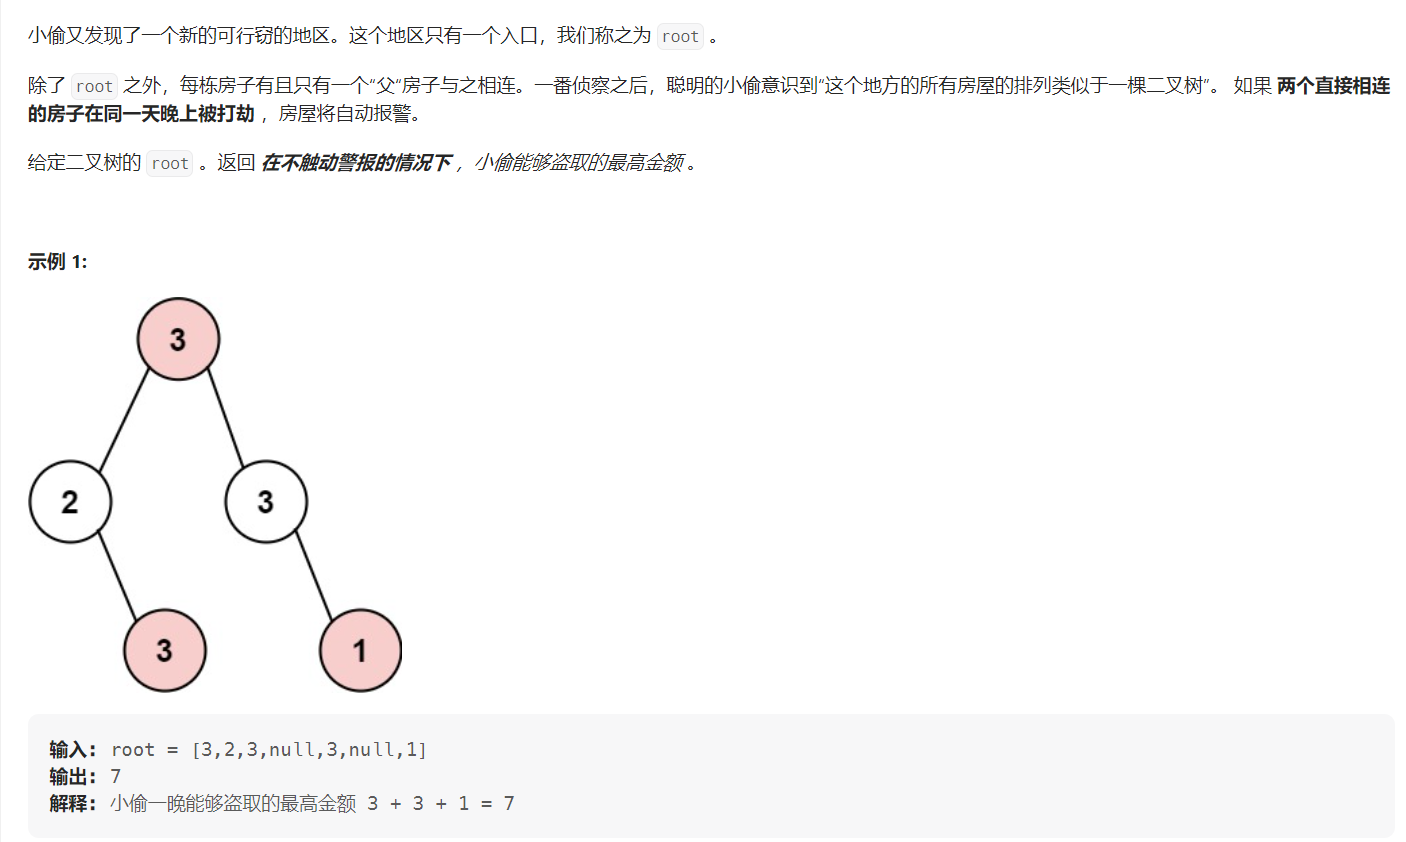 小偷又发现了一个新的可行窃的地区。这个地区只有一个入口，我们称之为 root 。
除了 root 之外，每栋房子有且只有一个“父“房子与之相连。一番侦察之后，聪明的小偷意识到“这个地方的所有房屋的排列类似于一棵二叉树”。 如果 两个直接相连
的房子在同一天晚上被打劫 ，房屋将自动报警。
给定二叉树的 root 。返回 在不触动警报的情况下 ，小偷能够盗取的最高金额 。
示例 1:
3
2 3
3 1
输入： root = [3,2,3,null,3,null,1]
输出： 7
解释： 小偷一晚能够盗取的最高金额 3 + 3 + 1 = 7